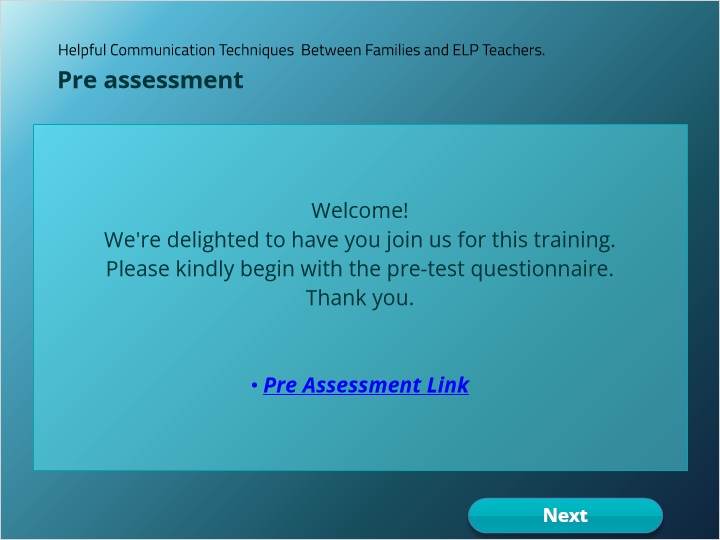 Helpful Communication Techniques  Between Families and ELP Teachers.
Pre assessment
Welcome!
We're delighted to have you join us for this training.
Please kindly begin with the pre-test questionnaire.
Thank you.
• Pre Assessment Link
Next